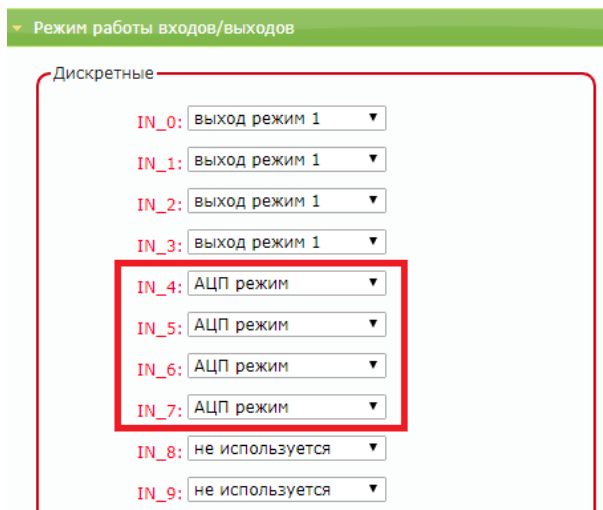 Режим работы входов/выходов
Дискретные
IN_0: выход режим 1
IN_1: выход режим 1
IN_2: выход режим 1
IN_3: выход режим 1
IN_4: АЦП режим
IN_5: АЦП режим
IN_6: АЦП режим
IN_7: АЦП режим
IN_8: не используется
IN_9: не используется